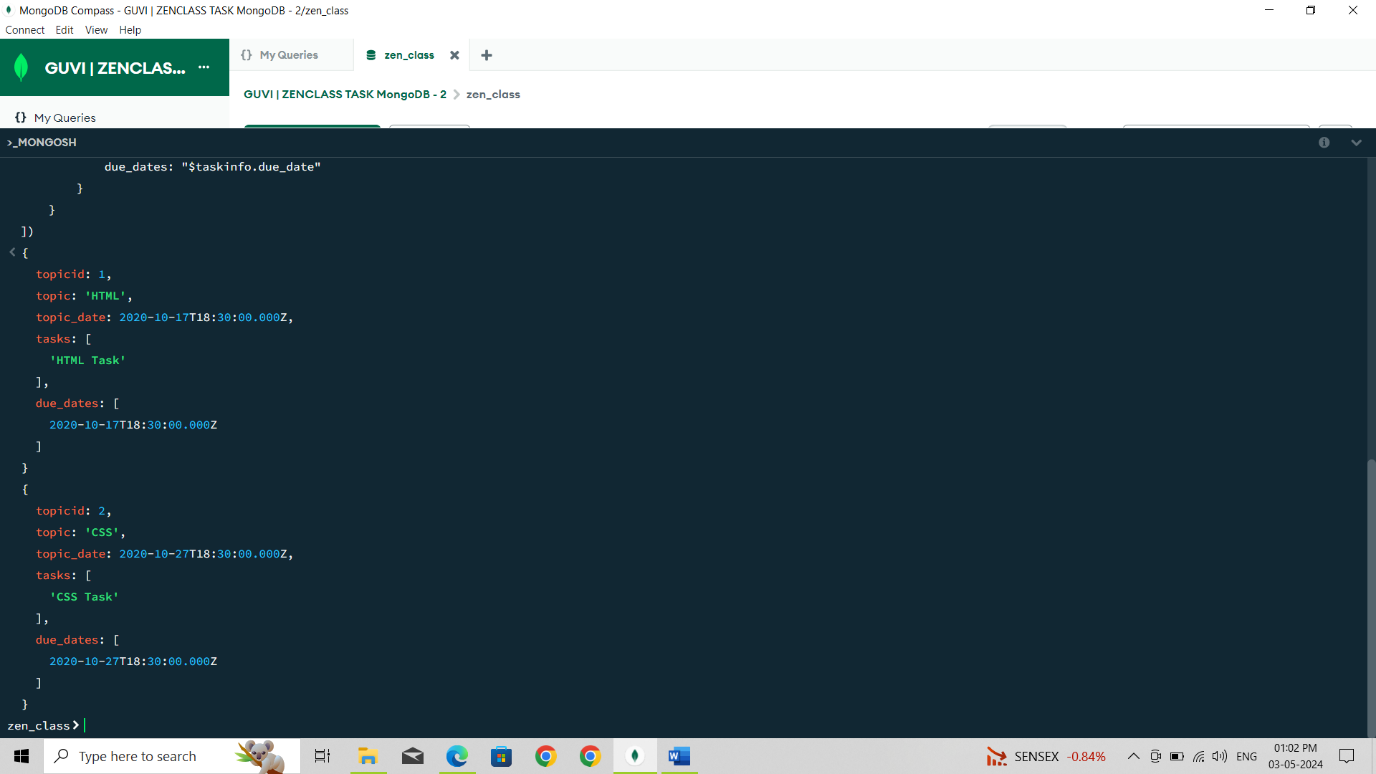 MongoDB Compass - GUVI | ZENCLASS TASK MongoDB - 2/zen_class
Connect Edit View Help
GUVI | ZENCLAS... ...
{} My Queries
zen_class
GUVI | ZENCLASS TASK MongoDB - 2 > zen_class
{} My Queries
>_MONGOSH
due_dates: "$taskinfo.due_date"
}
}
])
< {
topicid: 1,
topic: 'HTML',
topic_date: 2020-10-17T18:30:00.000Z,
tasks: [
'HTML Task'
],
due_dates: [
2020-10-17T18:30:00.000Z
]
}
{
topicid: 2,
topic: 'CSS',
topic_date: 2020-10-27T18:30:00.000Z,
tasks: [
'CSS Task'
],
due_dates: [
2020-10-27T18:30:00.000Z
]
}
zen_class>
Type here to search
SENSEX -0.84%
ENG
01:02 PM
03-05-2024